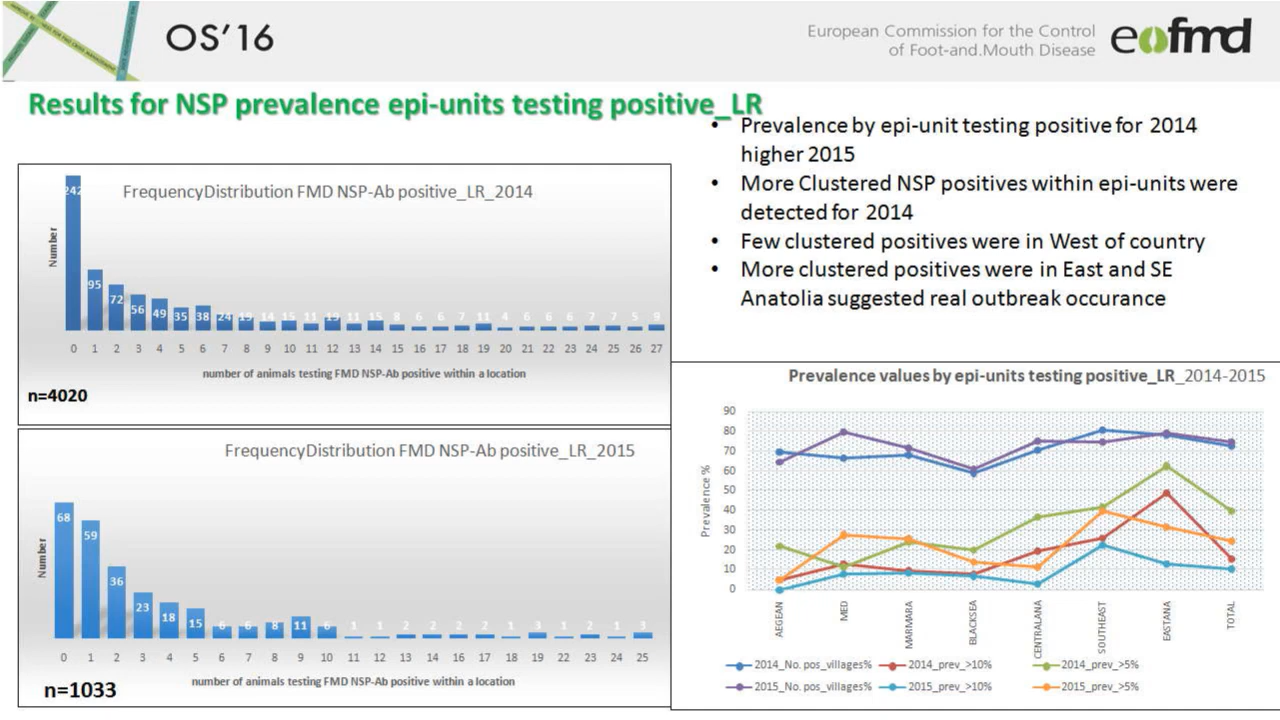 OS'16
European Commission for the Control
of Foot-and.Mouth Disease
eofmd
Results for NSP prevalence epi-units testing positive_LR
• Prevalence by epi-unit testing positive for 2014
higher 2015
• More Clustered NSP positives within epi-units were
detected for 2014
• Few clustered positives were in West of country
• More clustered positives were in East and SE
Anatolia suggested real outbreak occurance
FrequencyDistribution FMD NSP-Ab positive_LR_2014
Number
242 95 72 56 49 35 38 24 19 14 15 11 19 11 15 8 6 6 7 11 4 6 6 6 7 7 5 9
0 1 2 3 4 5 6 7 8 9 10 11 12 13 14 15 16 17 18 19 20 21 22 23 24 25 26 27
number of animals testing FMD NSP-Ab positive within a location
n=4020
FrequencyDistribution FMD NSP-Ab positive_LR_2015
Number
68 59 36 23 18 15 6 6 8 11 6 1 1 2 2 2 2 1 3 1 2 1 3
0 1 2 3 4 5 6 7 8 9 10 11 12 13 14 16 17 18 19 22 23 24 25
number of animals testing FMD NSP-Ab positive within a location
n=1033
Prevalence values by epi-units testing positive_LR_2014-2015
Prevalence %
90
80
70
60
50
40
30
20
10
0
AEGEAN
MED
MARMARA
BLACKSEA
CENTRALANA
SOUTHEAST
EASTANA
TOTAL
2014_No. pos_villages% 2014_prev_>10% 2014_prev_>5%
2015_No. pos_villages% 2015_prev_>10% 2015_prev_>5%